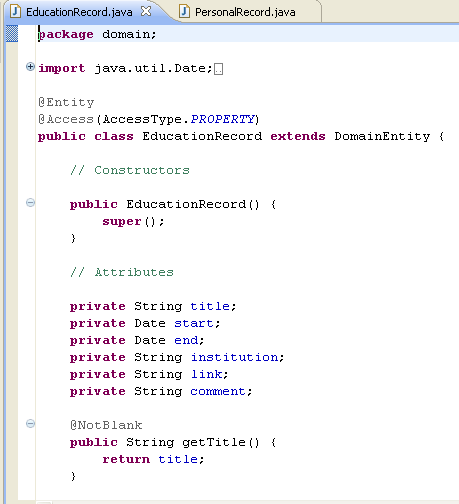 EducationRecord.java PersonalRecord.java
package domain;
import java.util.Date;
@Entity
@Access(AccessType.PROPERTY)
public class EducationRecord extends DomainEntity {
// Constructors
public EducationRecord() {
super();
}
// Attributes
private String title;
private Date start;
private Date end;
private String institution;
private String link;
private String comment;
@NotBlank
public String getTitle() {
return title;
}